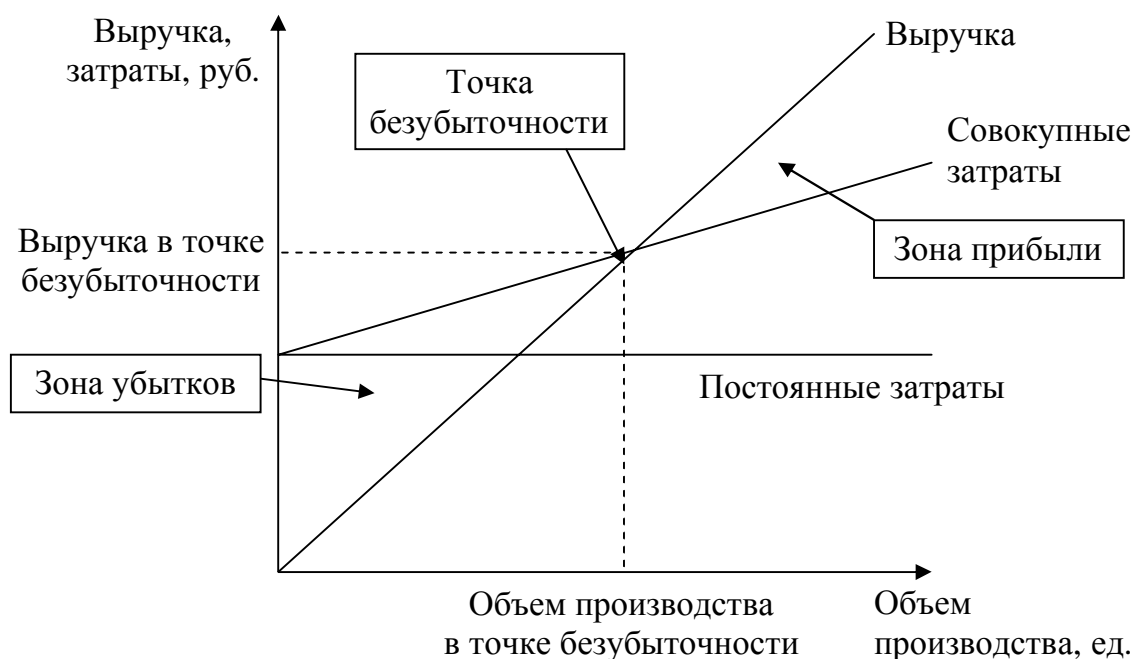 Выручка,
затраты, руб.
Выручка
Точка
безубыточности
Совокупные
затраты
Выручка в точке
безубыточности
Зона прибыли
Зона убытков
Постоянные затраты
Объем производства
в точке безубыточности
Объем
производства, ед.